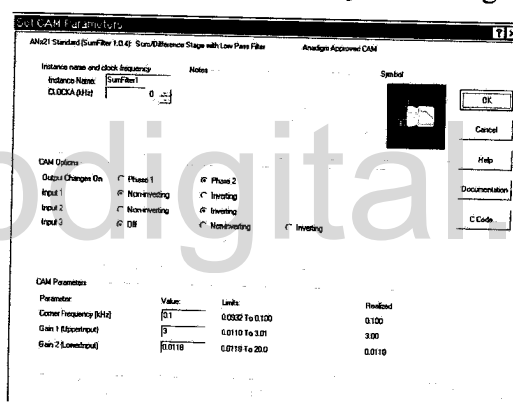 Set CAM Parameters
ANx21 Standard (SumFilter 1.0.4): Sum/Difference Stage with Low Pass Filter Anadigm Approved CAM
Instance name and clock frequency Notes Symbol
Instance Name: SumFilter1
CLOCKA (kHz) 0
OK
Cancel
Help
Documentation
C Code...
CAM Options
Output Changes On Phase 1 Phase 2
Input 1 Non-inverting Inverting
Input 2 Non-inverting Inverting
Input 3 Off Non-inverting Inverting
CAM Parameters
Parameter Value: Limits: Realized
Corner Frequency [kHz] 0.1 0.0932 To 0.100 0.100
Gain 1 (UpperInput) 3 0.0110 To 3.01 3.00
Gain 2 (LowerInput) 0.0118 0.0118 To 20.0 0.0118
odigital.